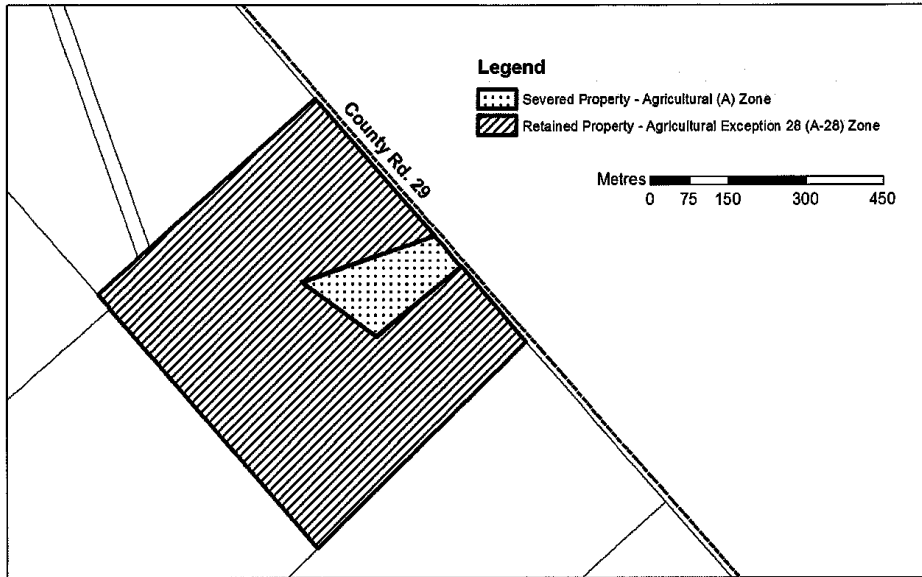 Legend
Severed Property - Agricultural (A) Zone
Retained Property - Agricultural Exception 28 (A-28) Zone
County Rd. 29
Metres
0 75 150 300 450